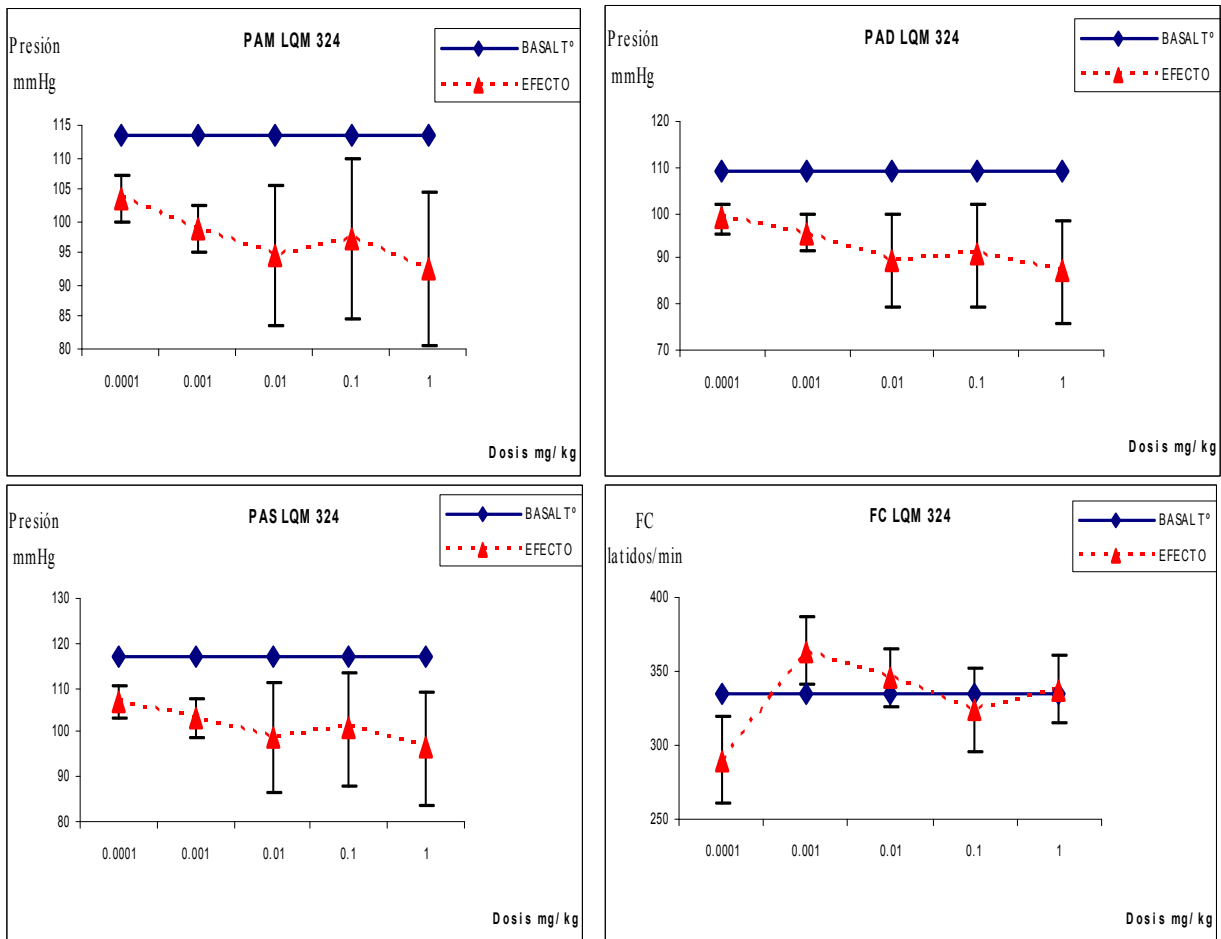 PAM LQM 324
Presión
mmHg
BASAL Tº
EFECTO
115
110
105
100
95
90
85
80
0.0001 0.001 0.01 0.1 1
Dosis mg/kg
PAD LQM 324
Presión
mmHg
BASAL Tº
EFECTO
120
110
100
90
80
70
0.0001 0.001 0.01 0.1 1
Dosis mg/kg
PAS LQM 324
Presión
mmHg
BASAL Tº
EFECTO
130
120
110
100
90
80
0.0001 0.001 0.01 0.1 1
Dosis mg/kg
FC LQM 324
FC
latidos/min
BASAL Tº
EFECTO
400
350
300
250
0.0001 0.001 0.01 0.1 1
Dosis mg/kg